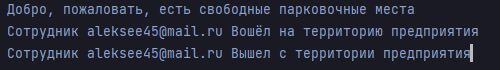 Добро, пожаловать, есть свободные парковочные места
Сотрудник aleksee45@mail.ru Вошёл на территорию предприятия
Сотрудник aleksee45@mail.ru Вышел с территории предприятия